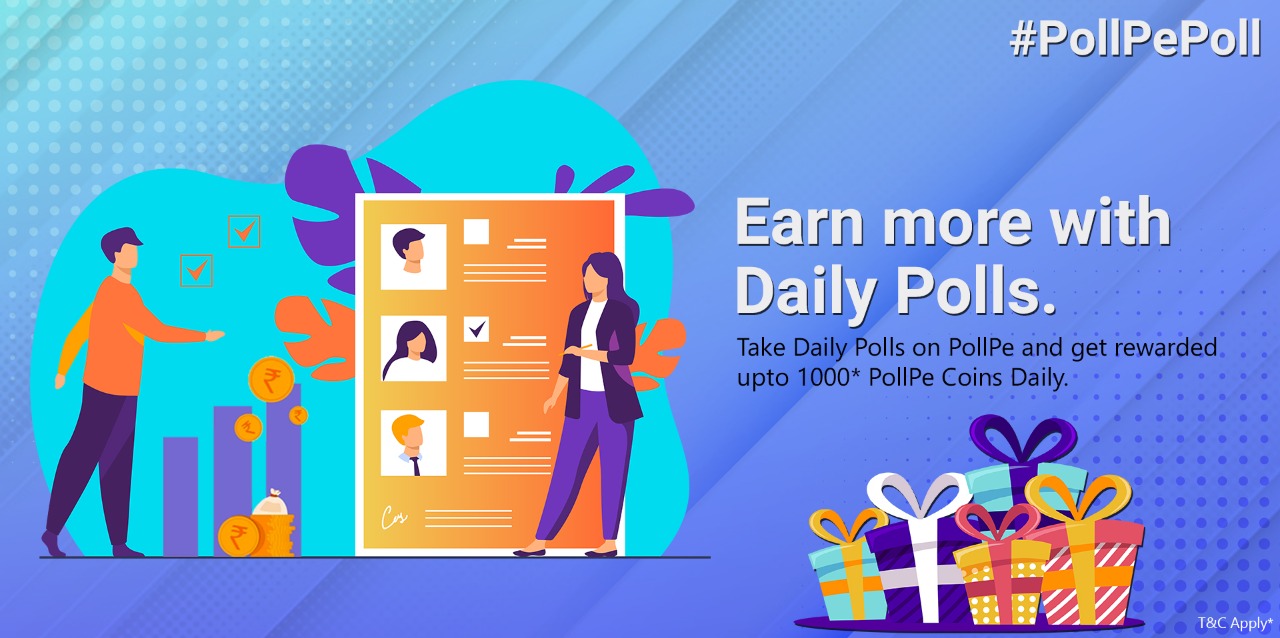 #PollPePoll
Earn more with
Daily Polls.
Take Daily Polls on PollPe and get rewarded
upto 1000* PollPe Coins Daily.
T&C Apply*